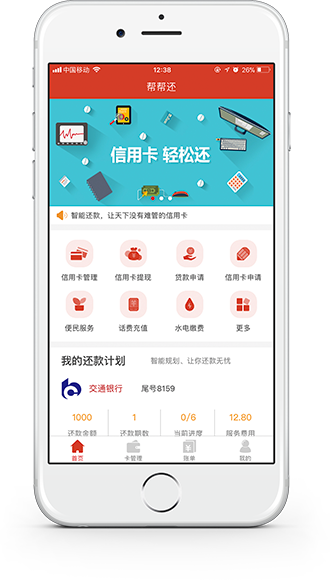 中国移动 12:38 26%
帮帮还
信用卡 轻松还
智能还款，让天下没有难管的信用卡
信用卡管理 信用卡提现 贷款申请 信用卡申请
便民服务 话费充值 水电缴费 更多
我的还款计划 智能规划，让你还款无忧
交通银行 尾号8159
1000 1 0/6 12.80
还款金额 还款期数 当前进度 服务费用
首页 卡管理 账单 我的